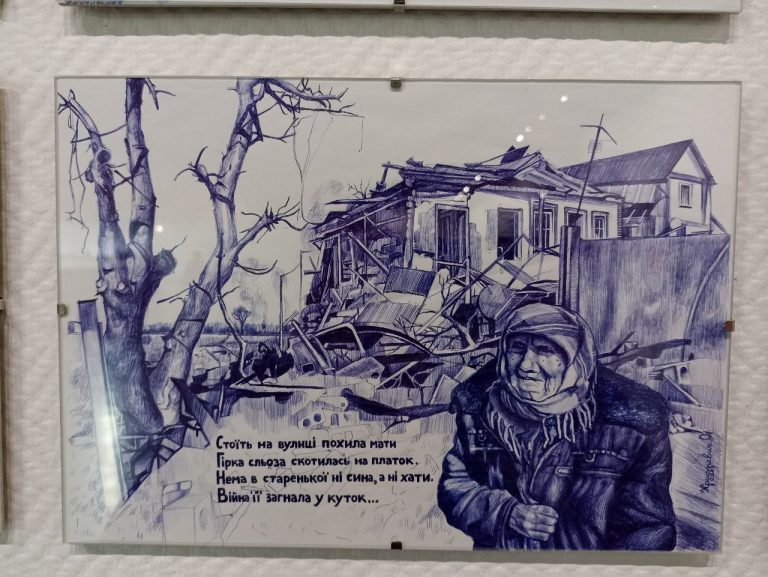 Стоїть на вулиці похила мати
Гірка сльоза скотилась на платок.
Нема в старенької ні сина, а ні хати.
Війна її загнала у куток...